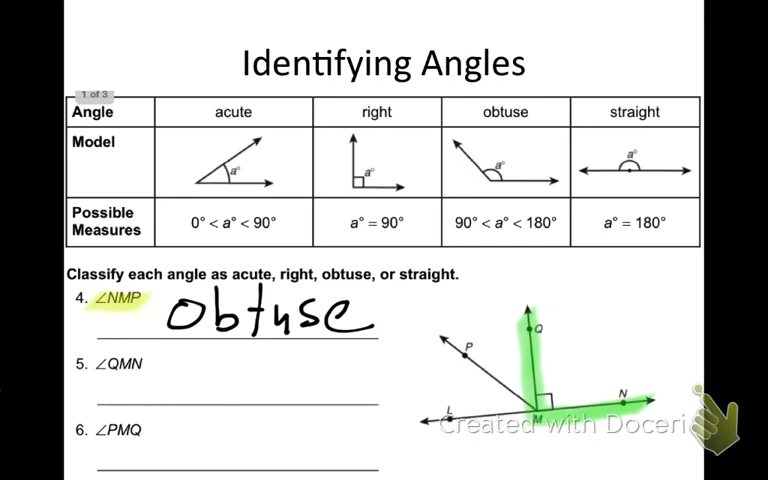 Identifying Angles
1 of 3
Angle acute right obtuse straight
Model a° a° a° a°
Possible Measures 0° < a° < 90° a° = 90° 90° < a° < 180° a° = 180°
Classify each angle as acute, right, obtuse, or straight.
4. ∠NMP obtuse
5. ∠QMN
6. ∠PMQ
Q
P
N
L
M
Created with Doceri